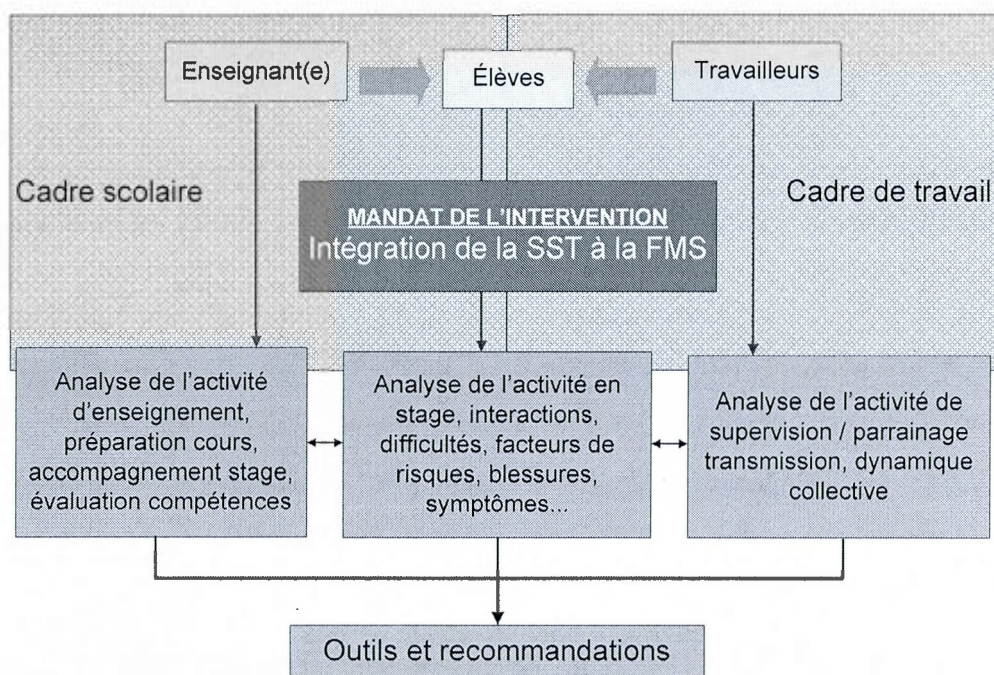 Enseignant(e)
Élèves
Travailleurs
Cadre scolaire
Cadre de travail
MANDAT DE L'INTERVENTION
Intégration de la SST à la FMS
Analyse de l'activité
d'enseignement,
préparation cours,
accompagnement stage,
évaluation compétences
Analyse de l'activité en
stage, interactions,
difficultés, facteurs de
risques, blessures,
symptômes...
Analyse de l'activité de
supervision / parrainage
transmission, dynamique
collective
Outils et recommandations